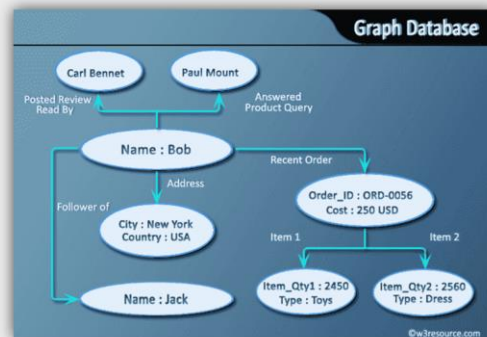 Graph Database
Carl Bennet
Paul Mount
Posted Review
Read By
Answered
Product Query
Name : Bob
Recent Order
Address
Order_ID : ORD-0056
Cost : 250 USD
Follower of
City : New York
Country : USA
Item 1
Item 2
Name : Jack
Item_Qty1 : 2450
Type : Toys
Item_Qty2 : 2560
Type : Dress
©w3resource.com